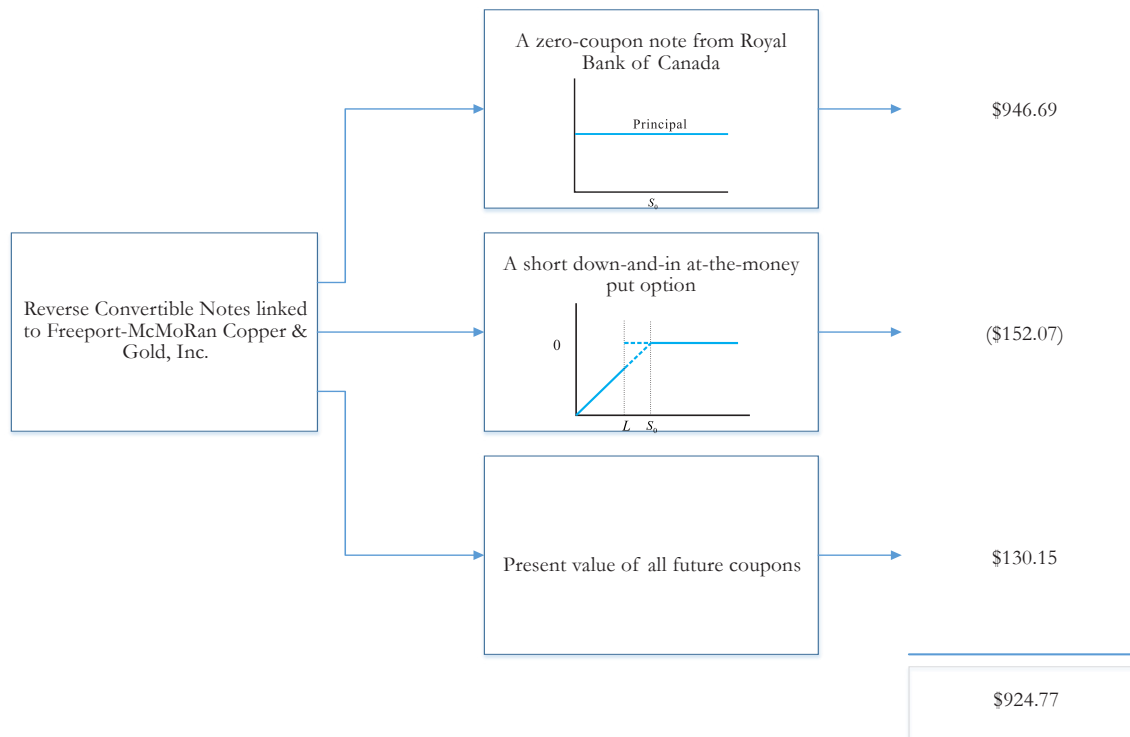 A zero-coupon note from Royal
Bank of Canada
Principal
S₀
$946.69
Reverse Convertible Notes linked
to Freeport-McMoRan Copper &
Gold, Inc.
A short down-and-in at-the-money
put option
0
L S₀
($152.07)
Present value of all future coupons
$130.15
$924.77